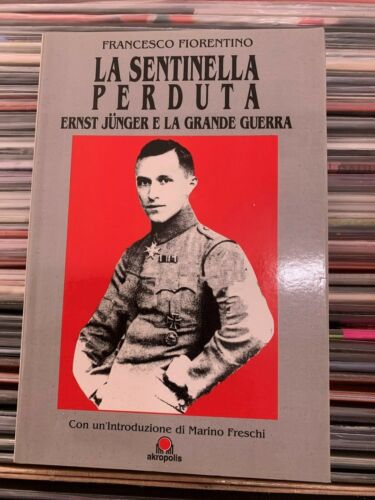 FRANCESCO FIORENTINO
LA SENTINELLA
PERDUTA
ERNST JÜNGER E LA GRANDE GUERRA
Con un'Introduzione di Marino Freschi
akropolis